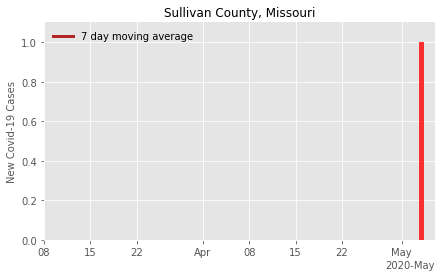 Sullivan County, Missouri
7 day moving average
New Covid-19 Cases
1.0
0.8
0.6
0.4
0.2
0.0
08 15 22 Apr 08 15 22 May
2020-May